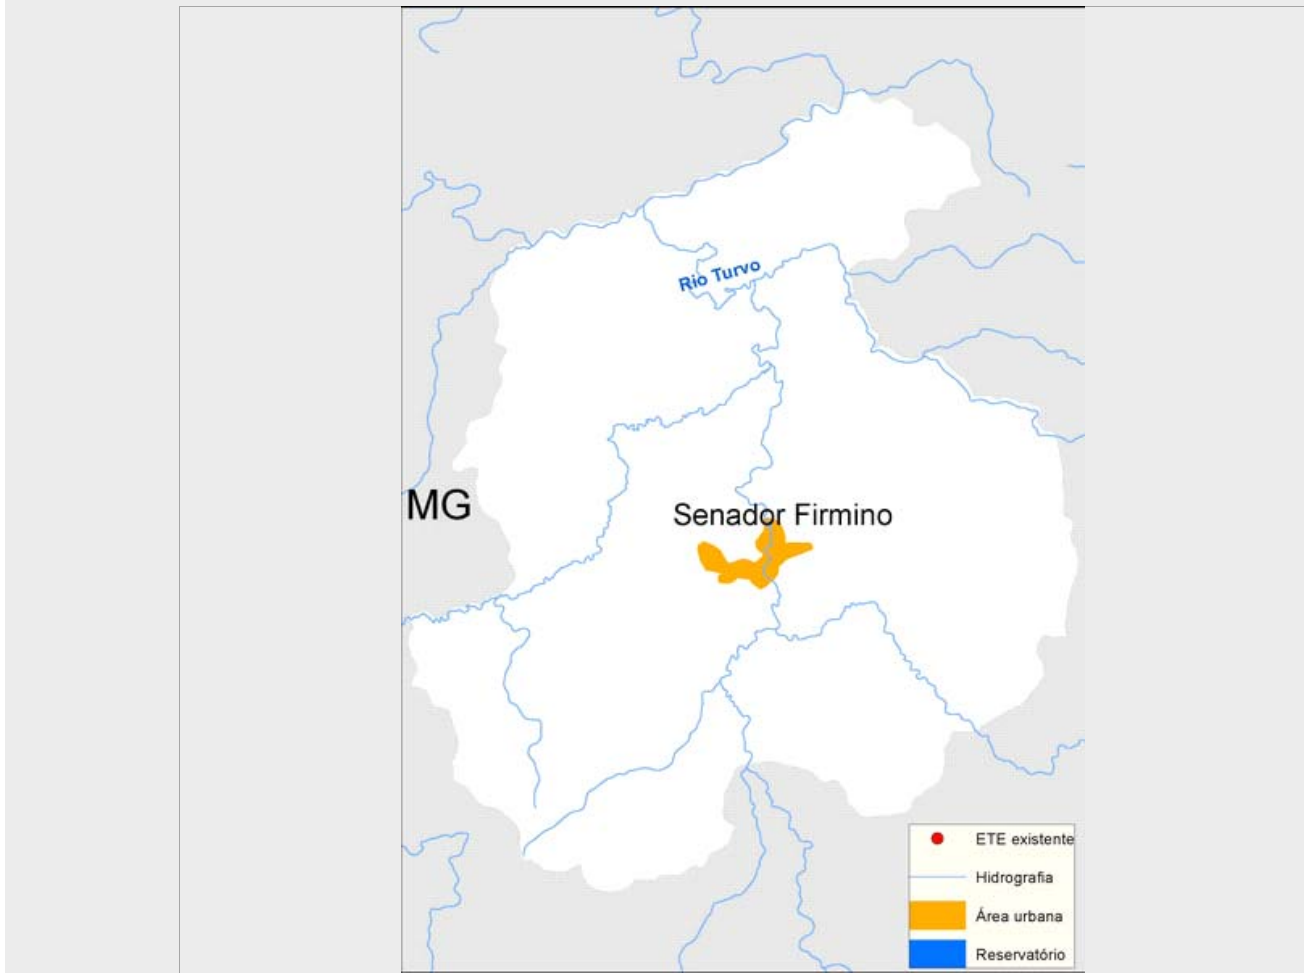 Rio Turvo
MG
Senador Firmino
ETE existente
Hidrografia
Área urbana
Reservatório